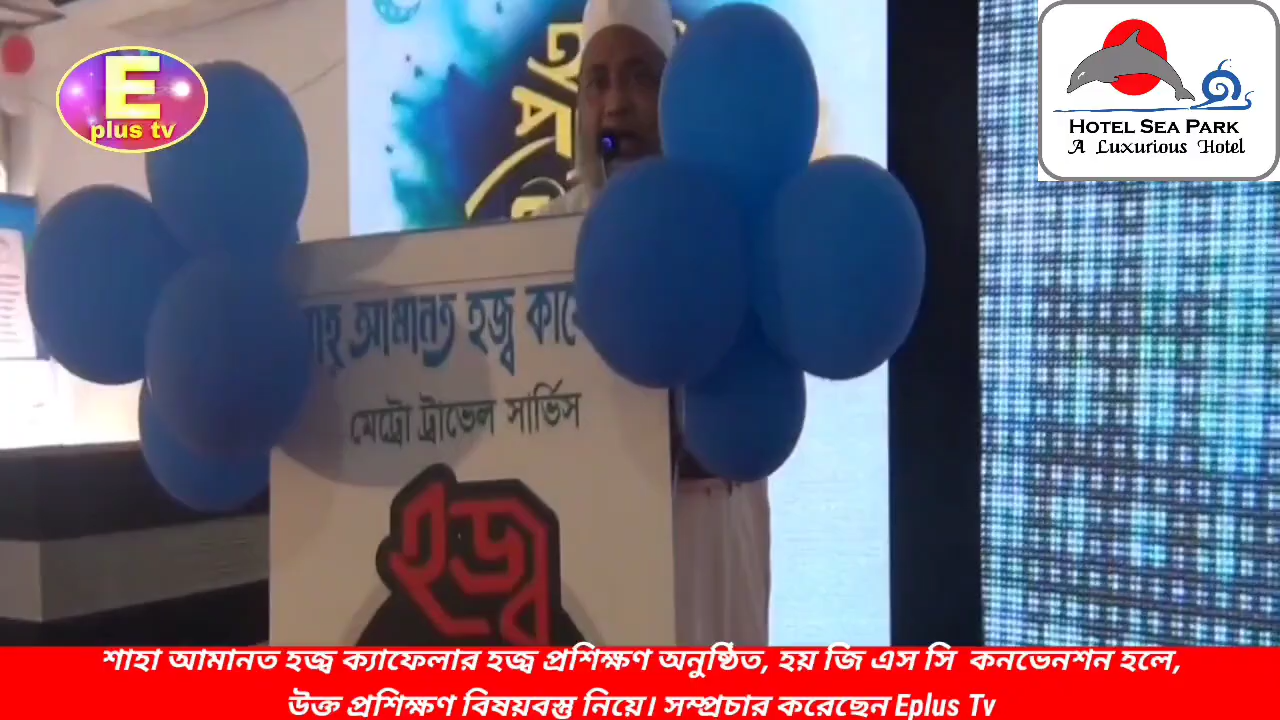 E
plus tv
HOTEL SEA PARK
A Luxurious Hotel
আমানত হজ্ব
মেট্রো ট্রাভেল সার্ভিস
হজ্ব
শাহা আমানত হজ্ব ক্যাফেলার হজ্ব প্রশিক্ষণ অনুষ্ঠিত, হয় জি এস সি কনভেনশন হলে,
উক্ত প্রশিক্ষণ বিষয়বস্তু নিয়ে। সম্প্রচার করেছেন Eplus Tv